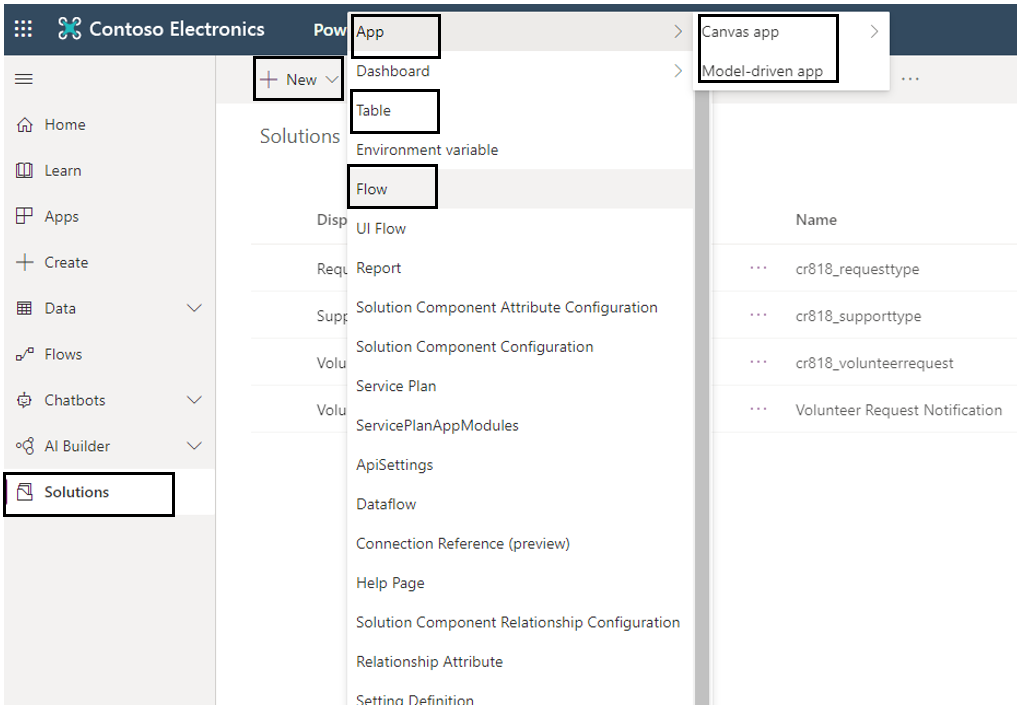 Contoso Electronics
Pow
Home
Learn
Apps
Create
Data
Flows
Chatbots
AI Builder
Solutions
New
Solutions
App
Dashboard
Table
Environment variable
Flow
UI Flow
Report
Solution Component Attribute Configuration
Solution Component Configuration
Service Plan
ServicePlanAppModules
ApiSettings
Dataflow
Connection Reference (preview)
Help Page
Solution Component Relationship Configuration
Relationship Attribute
Setting Definition
Canvas app
Model-driven app
Disp Name
Requ ... cr818_requesttype
Supp ... cr818_supporttype
Volu ... cr818_volunteerrequest
Volu ... Volunteer Request Notification